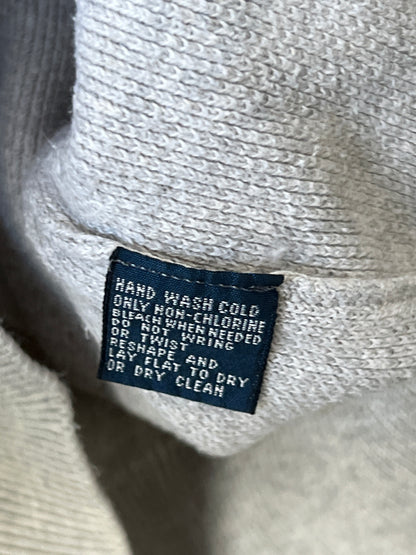 HAND WASH COLD
ONLY NON-CHLORINE
BLEACH WHEN NEEDED
DO NOT WRING
OR TWIST
RESHAPE AND
LAY FLAT TO DRY
OR DRY CLEAN